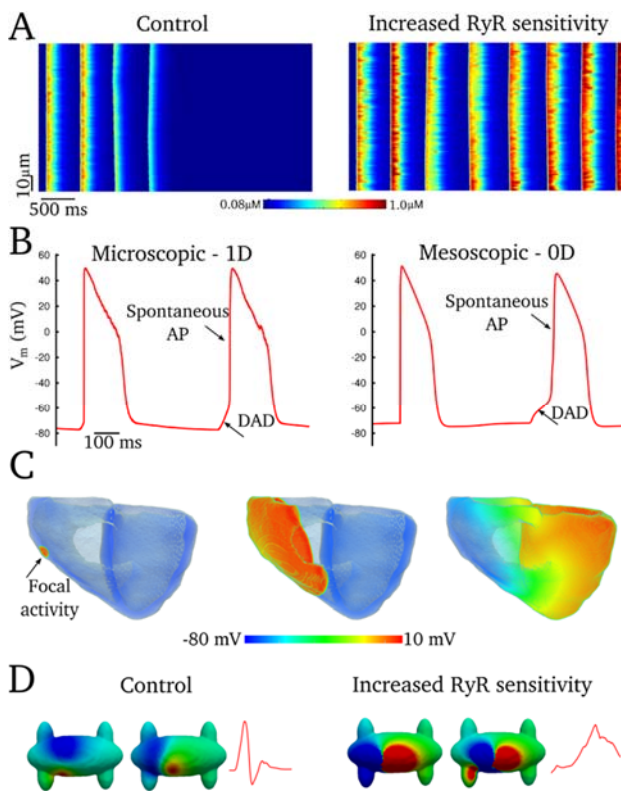 A
Control
Increased RyR sensitivity
10μm
500 ms
0.08μM
1.0μM
B
Microscopic - 1D
Mesoscopic - 0D
60
40
20
0
-20
-40
-60
-80
V_m (mV)
Spontaneous
AP
DAD
100 ms
60
40
20
0
-20
-40
-60
-80
Spontaneous
AP
DAD
C
Focal
activity
-80 mV
10 mV
D
Control
Increased RyR sensitivity